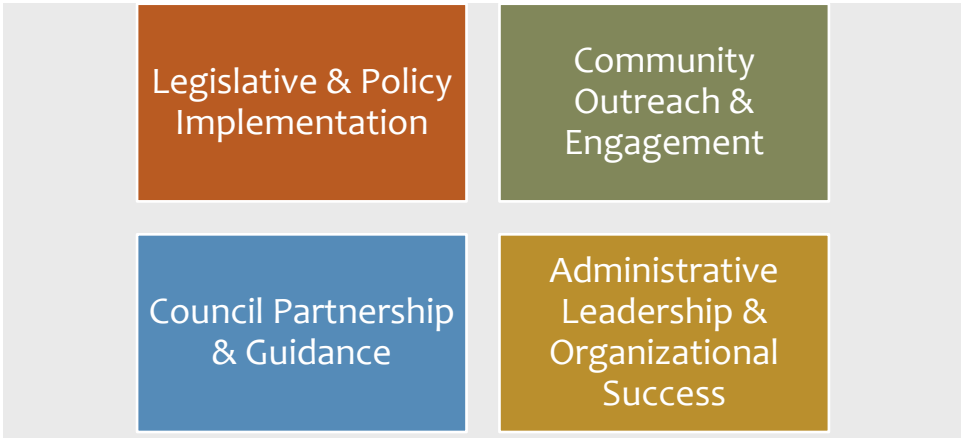 Legislative & Policy
Implementation
Community
Outreach &
Engagement
Council Partnership
& Guidance
Administrative
Leadership &
Organizational
Success